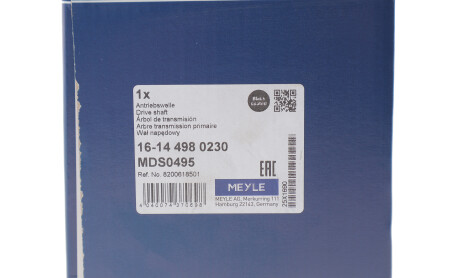 1x
Antriebswelle
Drive shaft
Árbol de transmisión
Arbre transmission primaire
Wał napędowy
16-14 498 0230
MDS0495
Ref. No. 8200618501
EAC
MEYLE
MEYLE AG, Merkurring 111
Hamburg 22143, Germany